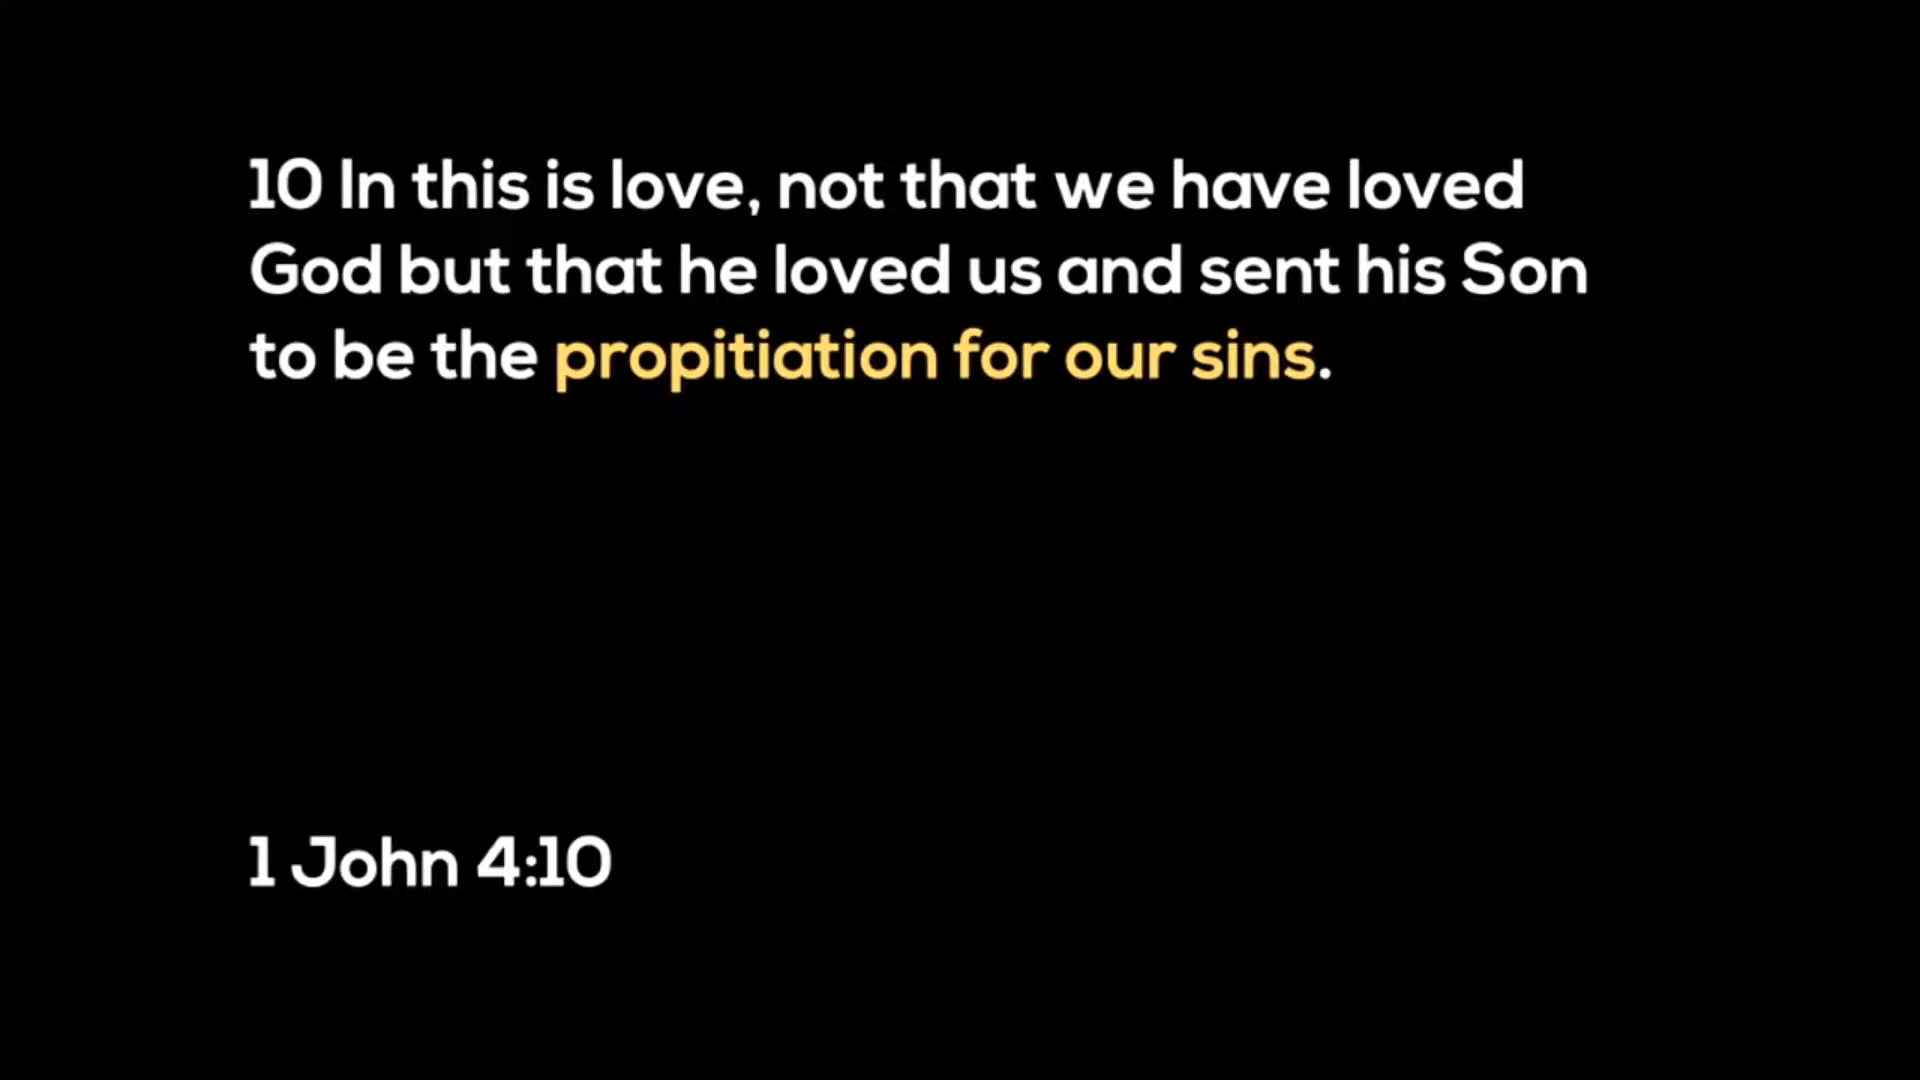 10 In this is love, not that we have loved
God but that he loved us and sent his Son
to be the propitiation for our sins.
1 John 4:10